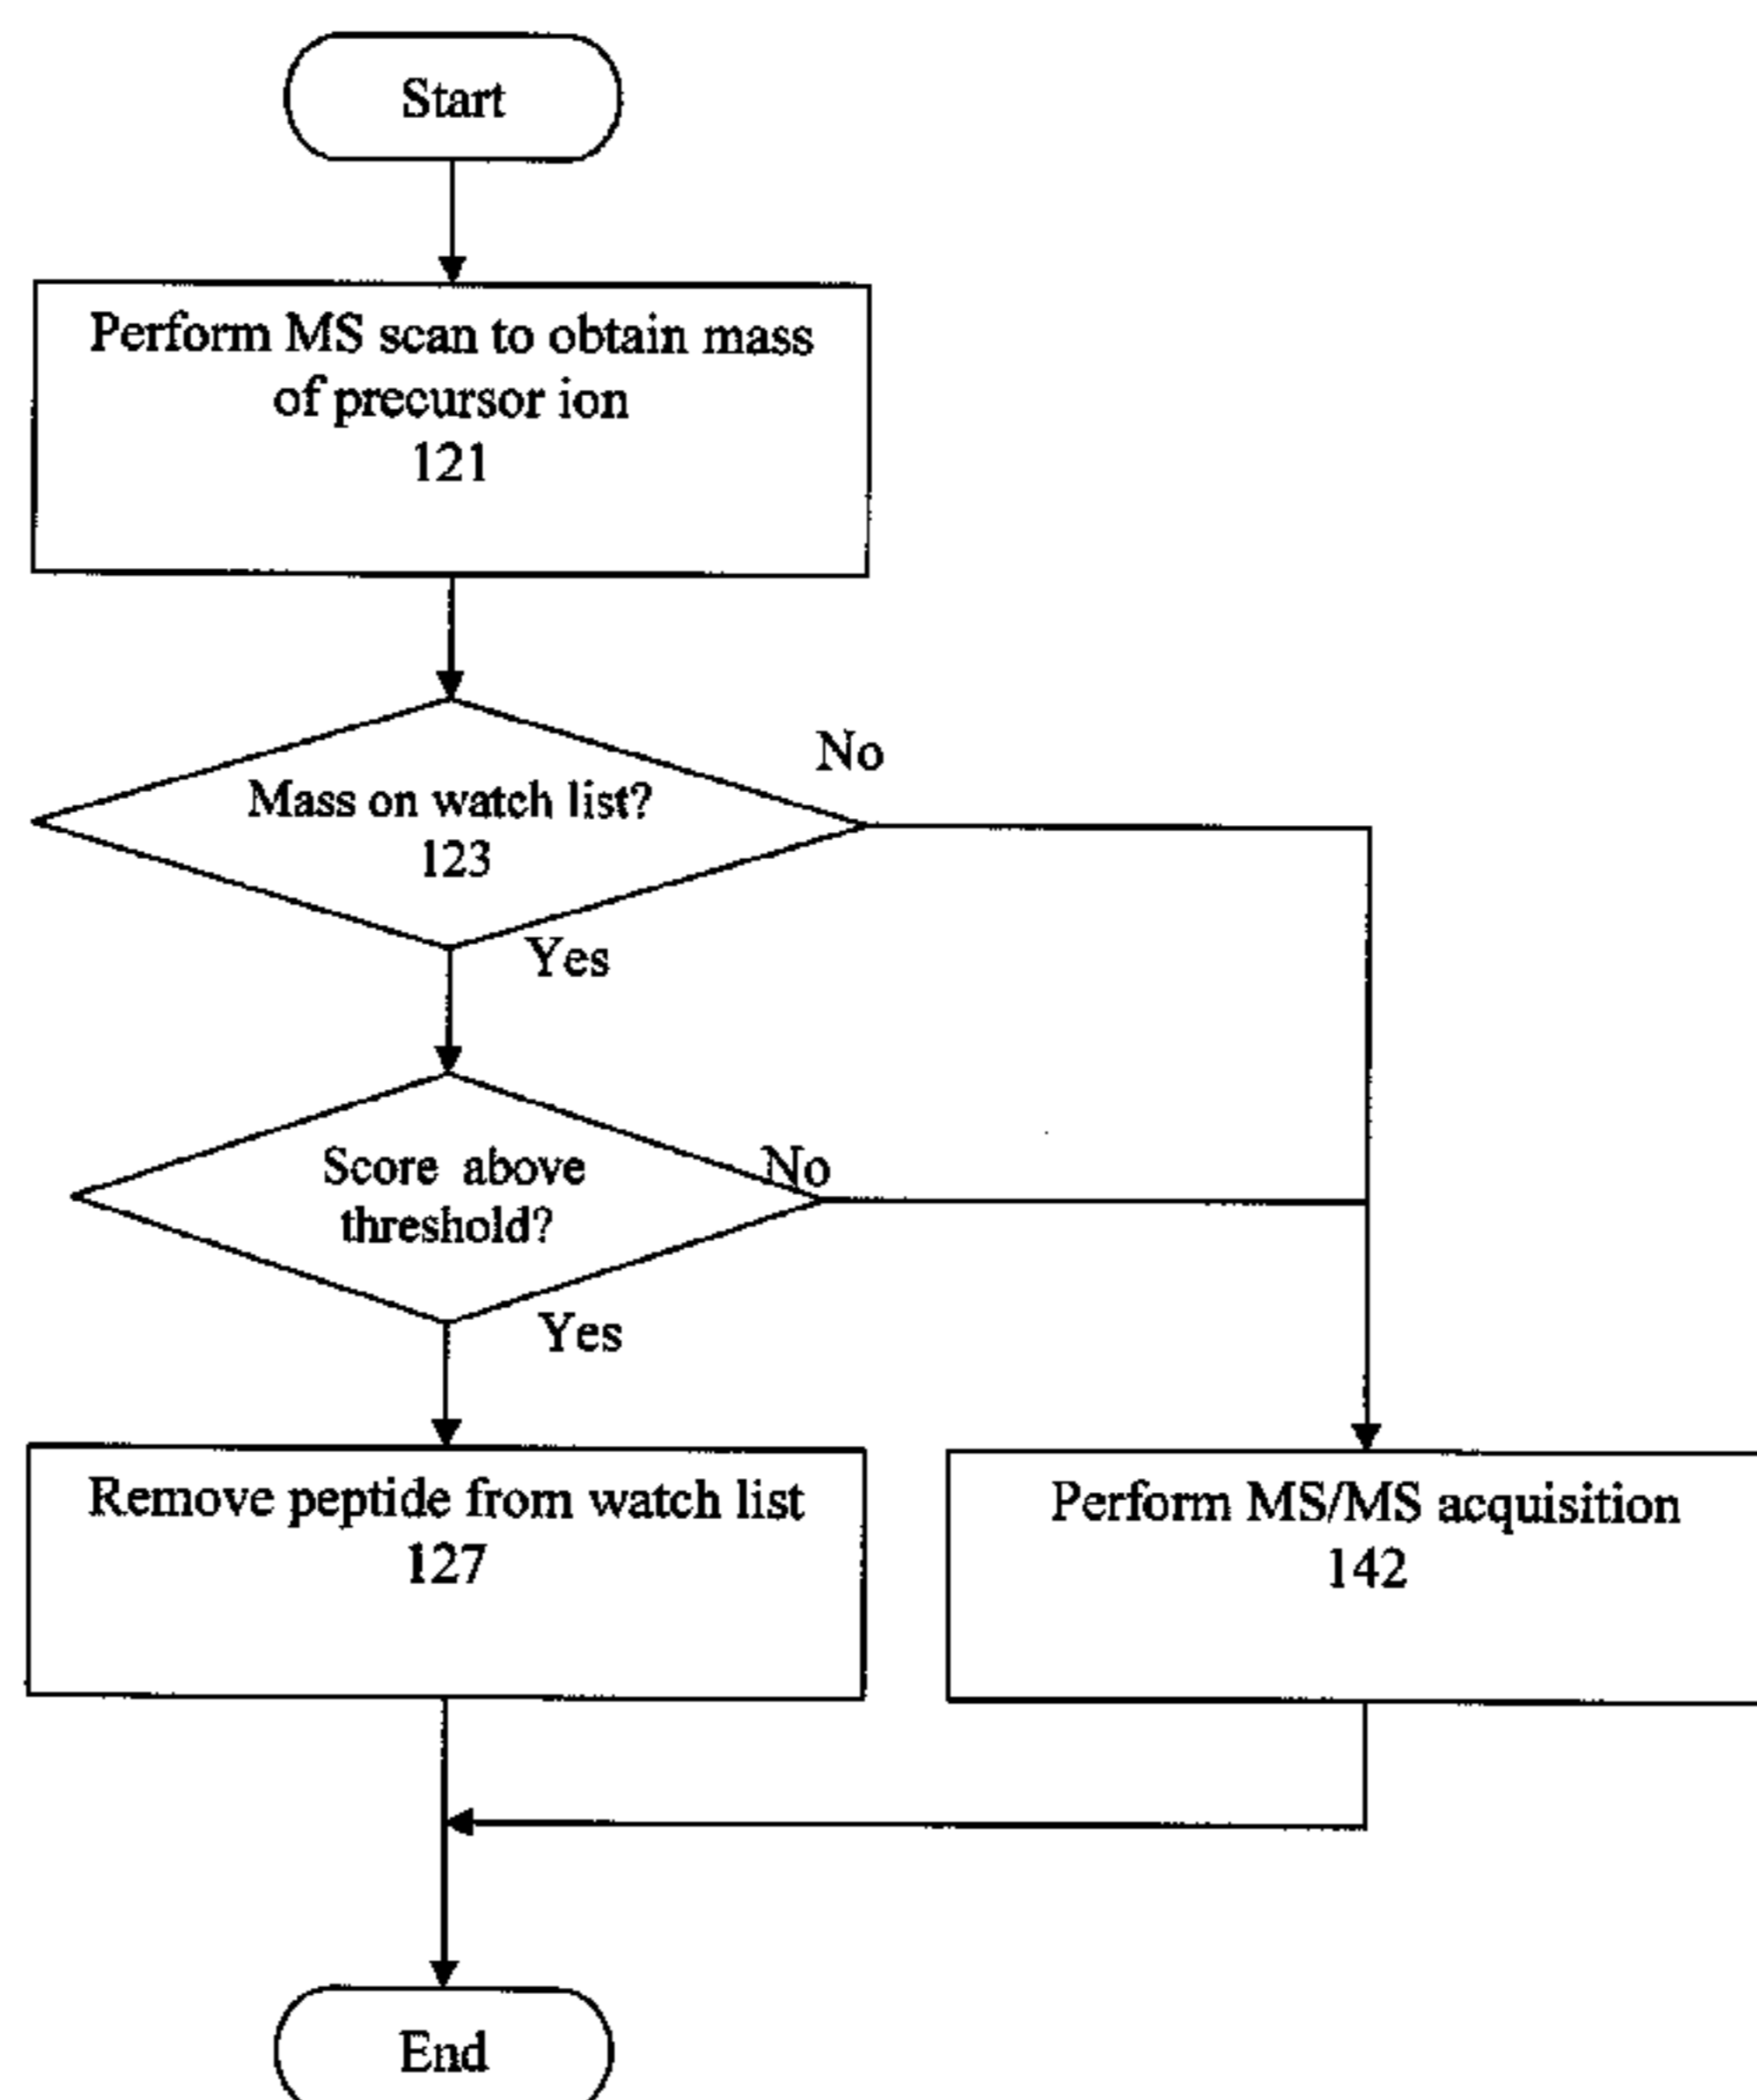 Start
Perform MS scan to obtain mass
of precursor ion
121
No
Mass on watch list?
123
Yes
Score above
threshold?
No
Yes
Remove peptide from watch list
127
Perform MS/MS acquisition
142
End